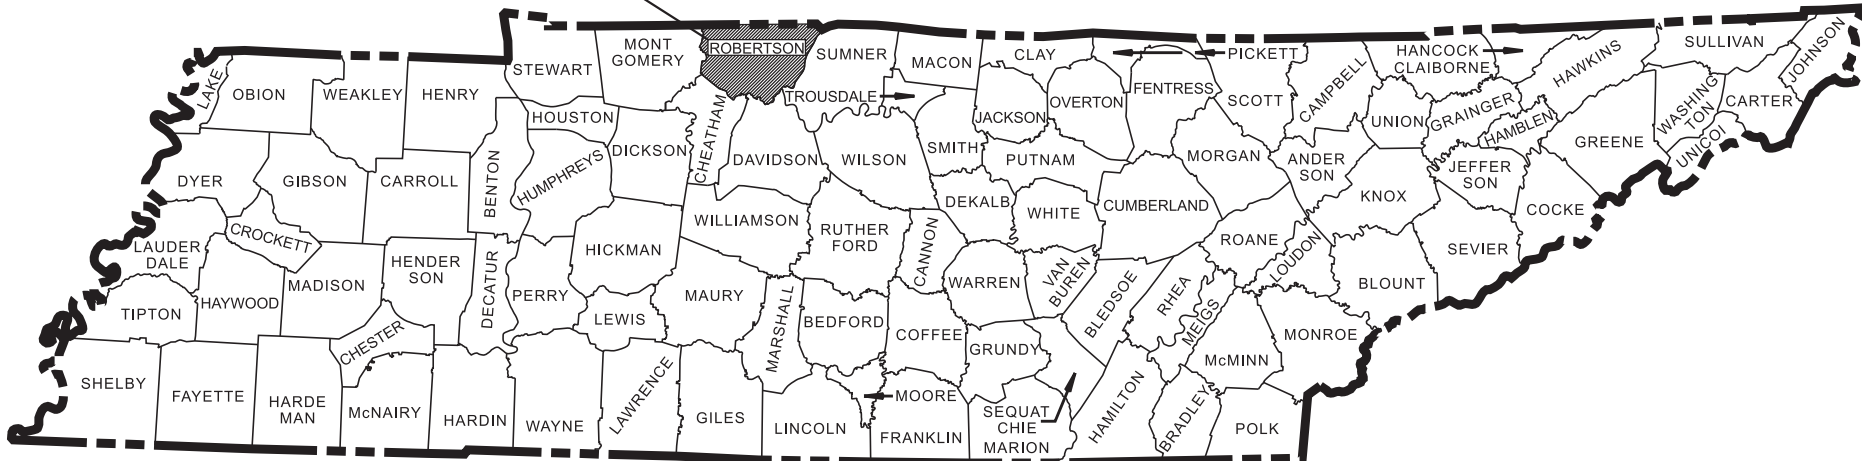 LAKE
OBION
WEAKLEY
HENRY
STEWART
MONT
GOMERY
ROBERTSON
SUMNER
MACON
CLAY
PICKETT
HANCOCK
CLAIBORNE
HAWKINS
SULLIVAN
JOHNSON
TROUSDALE
JACKSON
OVERTON
FENTRESS
SCOTT
CAMPBELL
UNION
GRAINGER
HAMBLEN
GREENE
WASHING
TON
UNICOI
CARTER
DYER
GIBSON
CARROLL
BENTON
HOUSTON
HUMPHREYS
DICKSON
CHEATHAM
DAVIDSON
WILSON
SMITH
PUTNAM
MORGAN
ANDER
SON
KNOX
JEFFER
SON
COCKE
LAUDER
DALE
CROCKETT
HAYWOOD
MADISON
HENDER
SON
DECATUR
PERRY
HICKMAN
WILLIAMSON
RUTHER
FORD
CANNON
DEKALB
WHITE
CUMBERLAND
ROANE
LOUDON
BLOUNT
SEVIER
TIPTON
CHESTER
LEWIS
MAURY
MARSHALL
BEDFORD
COFFEE
WARREN
VAN
BUREN
BLEDSOE
RHEA
MEIGS
McMINN
MONROE
SHELBY
FAYETTE
HARDE
MAN
McNAIRY
HARDIN
WAYNE
LAWRENCE
GILES
LINCOLN
MOORE
FRANKLIN
GRUNDY
SEQUAT
CHIE
MARION
HAMILTON
BRADLEY
POLK